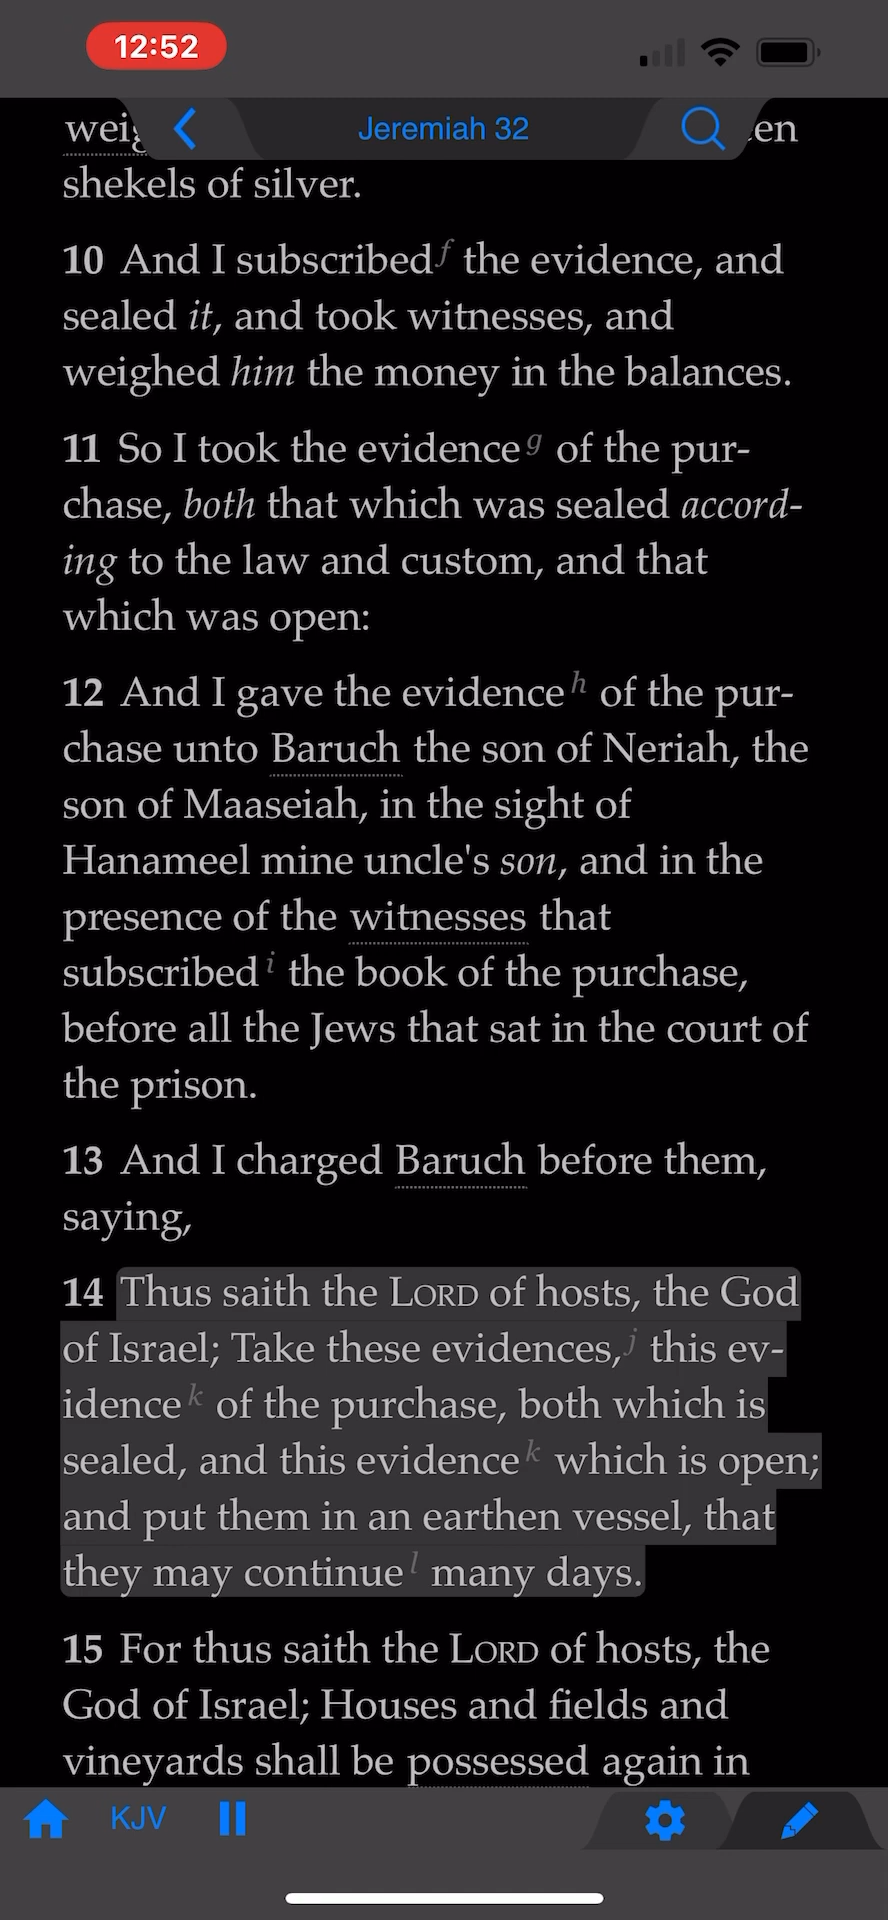 12:52
Jeremiah 32
shekels of silver.
10 And I subscribed f the evidence, and
sealed it, and took witnesses, and
weighed him the money in the balances.
11 So I took the evidence g of the pur-
chase, both that which was sealed accord-
ing to the law and custom, and that
which was open:
12 And I gave the evidence h of the pur-
chase unto Baruch the son of Neriah, the
son of Maaseiah, in the sight of
Hanameel mine uncle's son, and in the
presence of the witnesses that
subscribed i the book of the purchase,
before all the Jews that sat in the court of
the prison.
13 And I charged Baruch before them,
saying,
14 Thus saith the LORD of hosts, the God
of Israel; Take these evidences, j this ev-
idence k of the purchase, both which is
sealed, and this evidence k which is open;
and put them in an earthen vessel, that
they may continue l many days.
15 For thus saith the LORD of hosts, the
God of Israel; Houses and fields and
vineyards shall be possessed again in
KJV